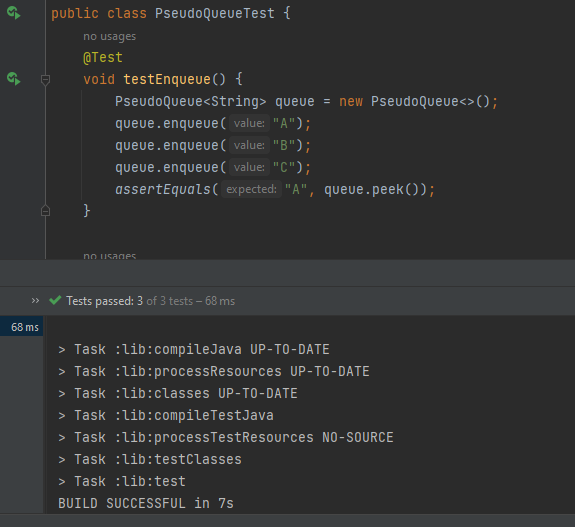 public class PseudoQueueTest {
no usages
@Test
void testEnqueue() {
PseudoQueue<String> queue = new PseudoQueue<>();
queue.enqueue( value: "A");
queue.enqueue( value: "B");
queue.enqueue( value: "C");
assertEquals( expected: "A", queue.peek());
}
no usages
>> Tests passed: 3 of 3 tests – 68 ms
68 ms
> Task :lib:compileJava UP-TO-DATE
> Task :lib:processResources UP-TO-DATE
> Task :lib:classes UP-TO-DATE
> Task :lib:compileTestJava
> Task :lib:processTestResources NO-SOURCE
> Task :lib:testClasses
> Task :lib:test
BUILD SUCCESSFUL in 7s